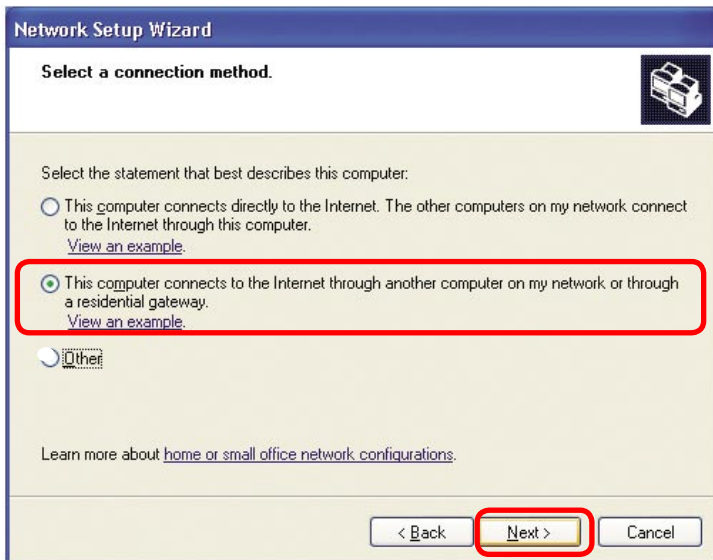 Network Setup Wizard
Select a connection method.
Select the statement that best describes this computer:
This computer connects directly to the Internet. The other computers on my network connect
to the Internet through this computer.
View an example.
This computer connects to the Internet through another computer on my network or through
a residential gateway.
View an example.
Other
Learn more about home or small office network configurations.
< Back
Next >
Cancel